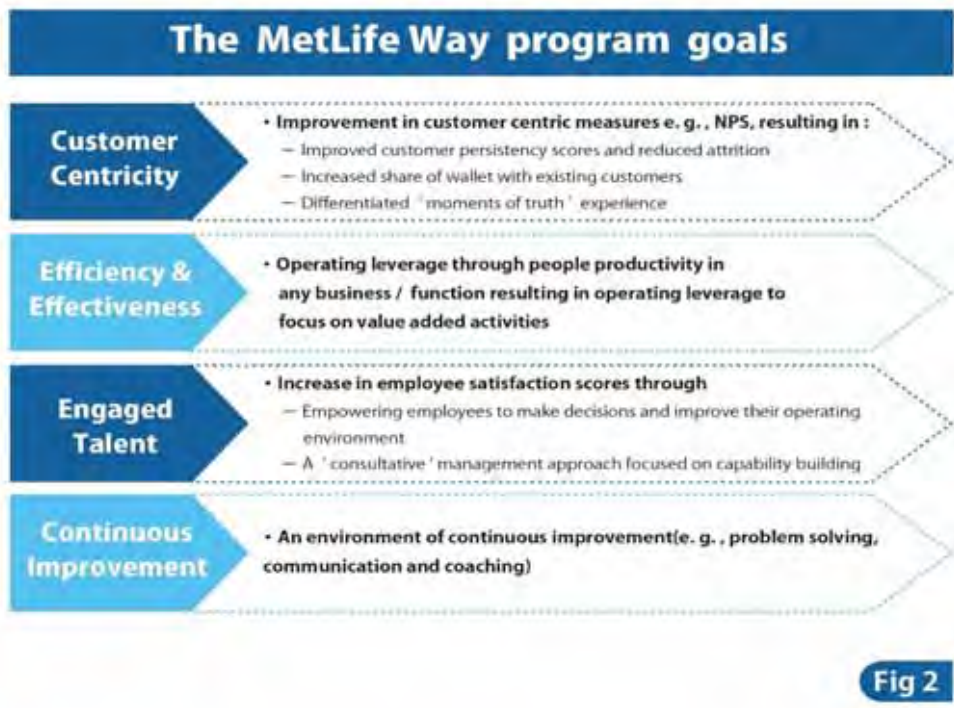 The MetLife Way program goals
Customer
Centricity
• Improvement in customer centric measures e. g. , NPS, resulting in :
— Improved customer persistency scores and reduced attrition
— Increased share of wallet with existing customers
— Differentiated ‘ moments of truth ’ experience
Efficiency &
Effectiveness
• Operating leverage through people productivity in
any business / function resulting in operating leverage to
focus on value added activities
Engaged
Talent
• Increase in employee satisfaction scores through
— Empowering employees to make decisions and improve their operating
environment
— A ‘ consultative ’ management approach focused on capability building
Continuous
Improvement
• An environment of continuous improvement(e. g. , problem solving,
communication and coaching)
Fig 2